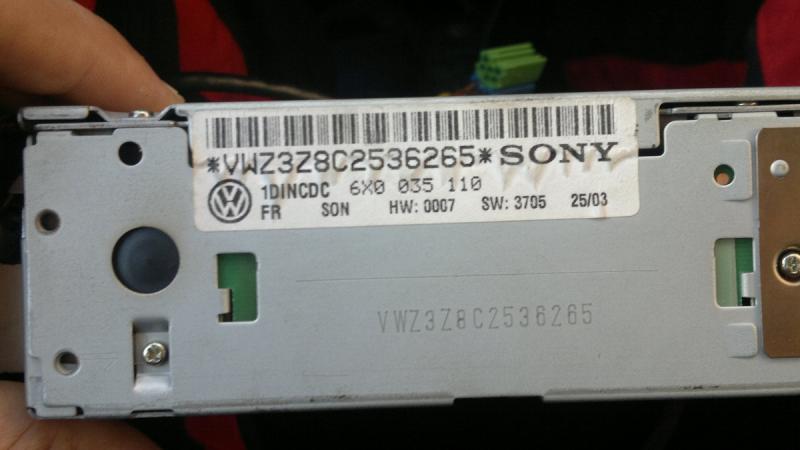 *VWZ3Z8C2536265* SONY
1DINCDC 6X0 035 110
FR SON HW: 0007 SW: 3705 25/03
VWZ3Z8C2536265